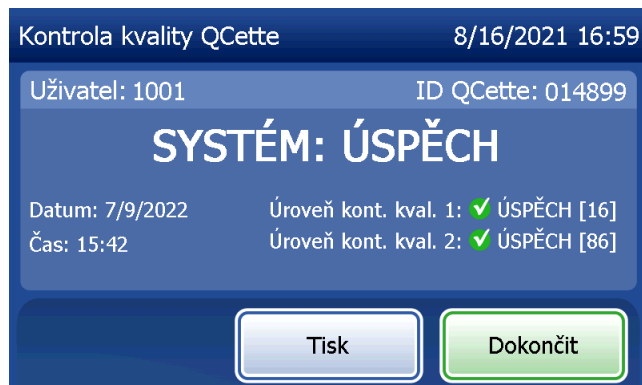 Kontrola kvality QCette 8/16/2021 16:59
Uživatel: 1001 ID QCette: 014899
SYSTÉM: ÚSPĚCH
Datum: 7/9/2022 Úroveň kont. kval. 1: ÚSPĚCH [16]
Čas: 15:42 Úroveň kont. kval. 2: ÚSPĚCH [86]
Tisk Dokončit